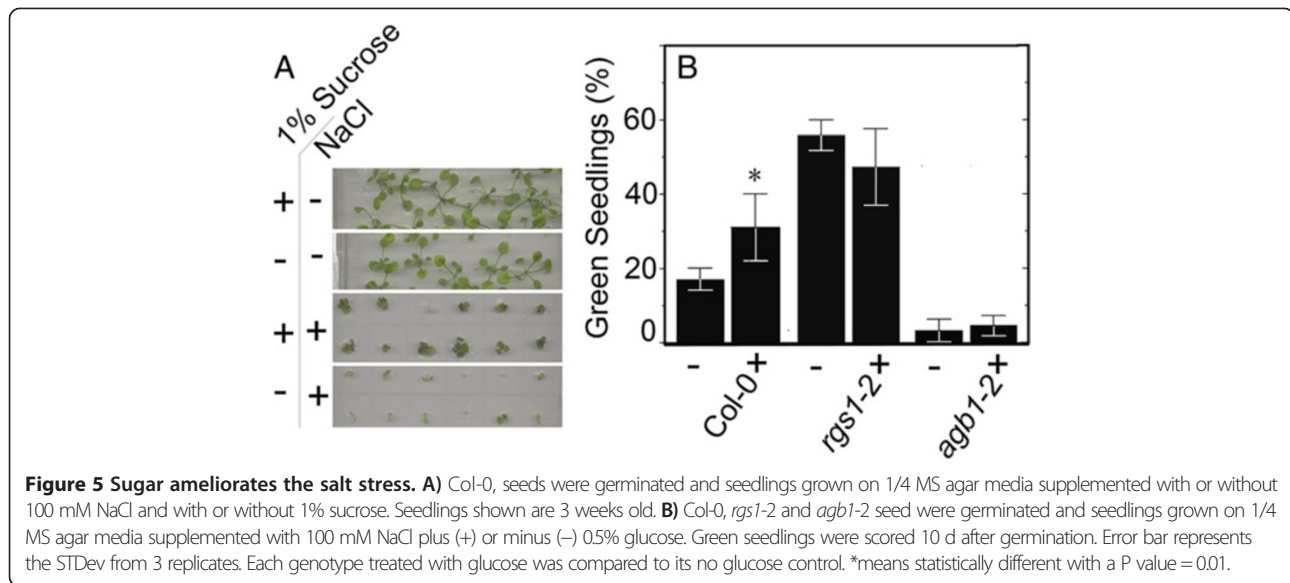 A
1% Sucrose
NaCl
+ -
- -
+ +
- +
B
Green Seedlings (%)
60
40
20
0
*
- + - + - +
Col-0 rgs1-2 agb1-2
Figure 5 Sugar ameliorates the salt stress. A) Col-0, seeds were germinated and seedlings grown on 1/4 MS agar media supplemented with or without
100 mM NaCl and with or without 1% sucrose. Seedlings shown are 3 weeks old. B) Col-0, rgs1-2 and agb1-2 seed were germinated and seedlings grown on 1/4
MS agar media supplemented with 100 mM NaCl plus (+) or minus (−) 0.5% glucose. Green seedlings were scored 10 d after germination. Error bar represents
the STDev from 3 replicates. Each genotype treated with glucose was compared to its no glucose control. *means statistically different with a P value = 0.01.